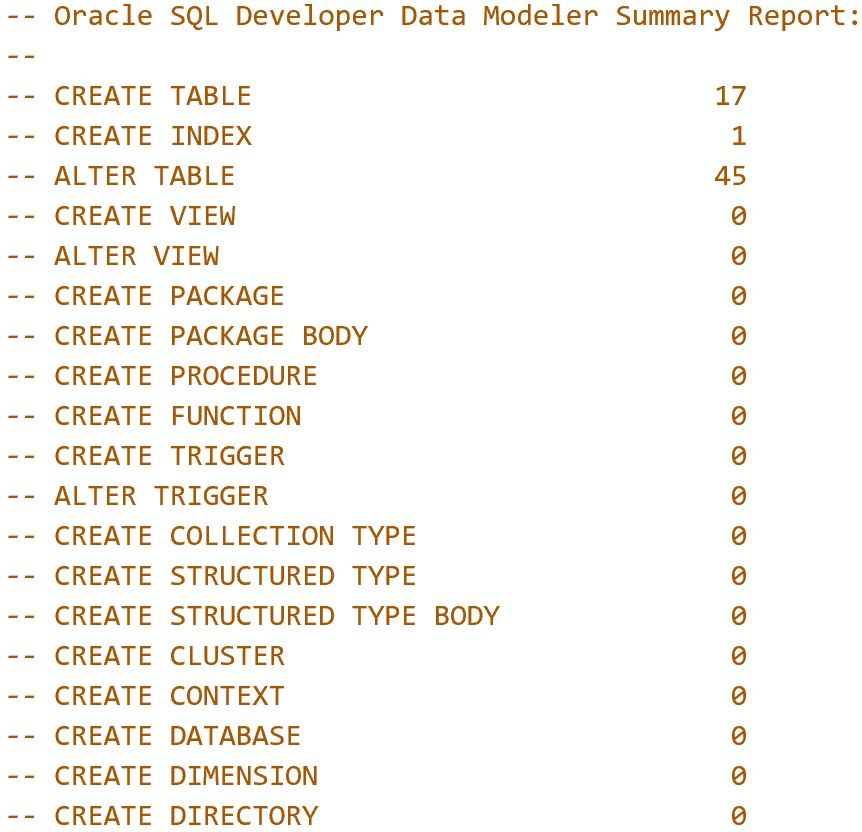 -- Oracle SQL Developer Data Modeler Summary Report:
--
-- CREATE TABLE                            17
-- CREATE INDEX                             1
-- ALTER TABLE                             45
-- CREATE VIEW                              0
-- ALTER VIEW                               0
-- CREATE PACKAGE                           0
-- CREATE PACKAGE BODY                      0
-- CREATE PROCEDURE                         0
-- CREATE FUNCTION                          0
-- CREATE TRIGGER                           0
-- ALTER TRIGGER                            0
-- CREATE COLLECTION TYPE                   0
-- CREATE STRUCTURED TYPE                   0
-- CREATE STRUCTURED TYPE BODY              0
-- CREATE CLUSTER                           0
-- CREATE CONTEXT                           0
-- CREATE DATABASE                          0
-- CREATE DIMENSION                         0
-- CREATE DIRECTORY                         0